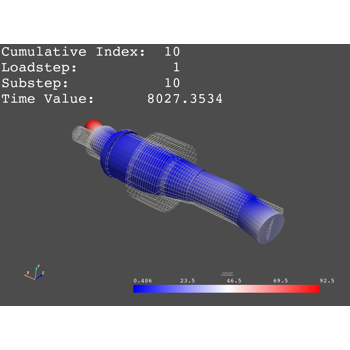 Cumulative Index: 10
Loadstep: 1
Substep: 10
Time Value: 8027.3534
0.406 23.5 46.5 69.5 92.5